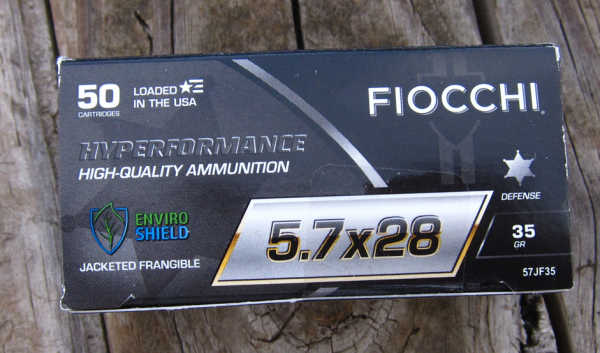 50
CARTRIDGES
LOADED
IN THE USA
FIOCCHI
HYPERFORMANCE
HIGH-QUALITY AMMUNITION
DEFENSE
ENVIRO
SHIELD
5.7x28
35
GR
JACKETED FRANGIBLE
57JF35